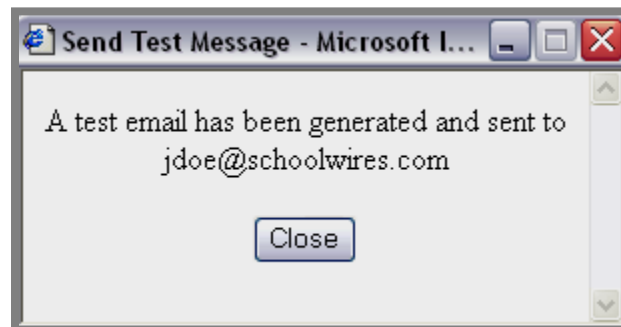 Send Test Message - Microsoft I...
A test email has been generated and sent to
jdoe@schoolwires.com
Close